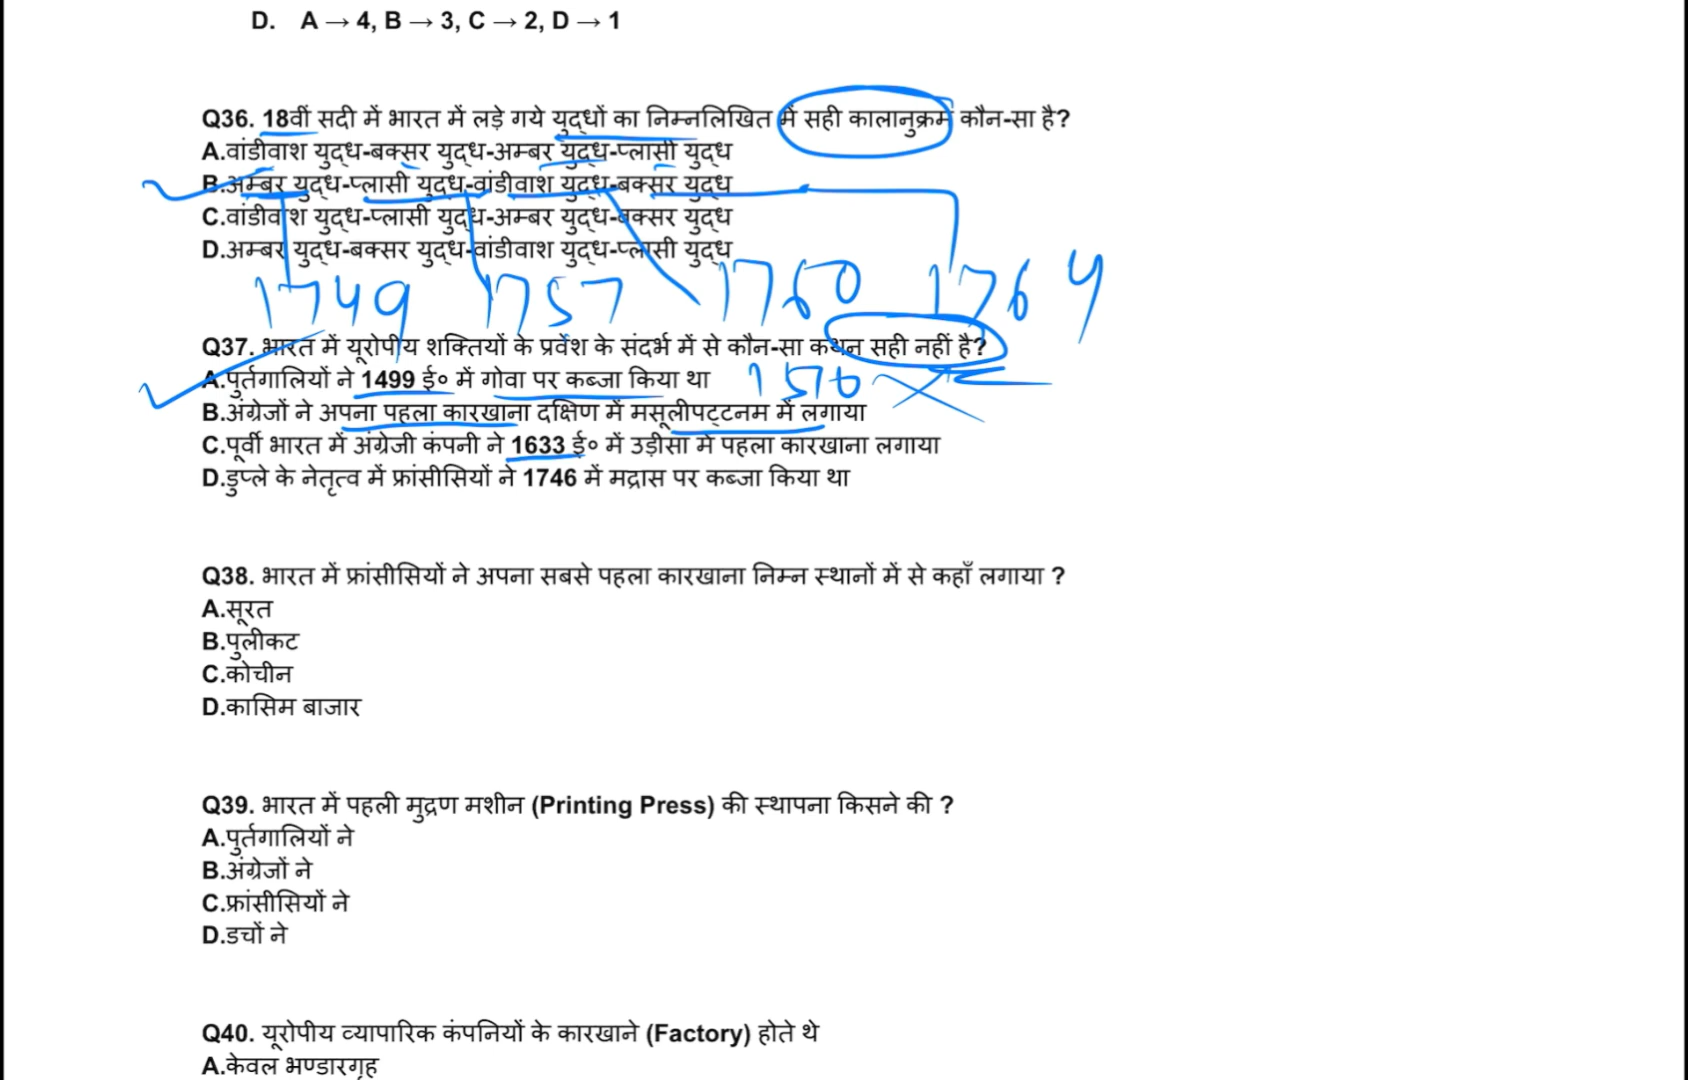 D. A → 4, B → 3, C → 2, D → 1
Q36. 18वीं सदी में भारत में लड़े गये युद्धों का निम्नलिखित में सही कालानुक्रम कौन-सा है?
A.वांडीवाश युद्ध-बक्सर युद्ध-अम्बर युद्ध-प्लासी युद्ध
B.अम्बर युद्ध-प्लासी युद्ध-वांडीवाश युद्ध-बक्सर युद्ध
C.वांडीवाश युद्ध-प्लासी युद्ध-अम्बर युद्ध-बक्सर युद्ध
D.अम्बर युद्ध-बक्सर युद्ध-वांडीवाश युद्ध-प्लासी युद्ध
1749 1757 1760 1764
Q37. भारत में यूरोपीय शक्तियों के प्रवेश के संदर्भ में से कौन-सा कथन सही नहीं है?
A.पुर्तगालियों ने 1499 ई० में गोवा पर कब्जा किया था
B.अंग्रेजों ने अपना पहला कारखाना दक्षिण में मसूलीपट्टनम में लगाया
C.पूर्वी भारत में अंग्रेजी कंपनी ने 1633 ई० में उड़ीसा में पहला कारखाना लगाया
D.डुप्ले के नेतृत्व में फ्रांसीसियों ने 1746 में मद्रास पर कब्जा किया था
Q38. भारत में फ्रांसीसियों ने अपना सबसे पहला कारखाना निम्न स्थानों में से कहाँ लगाया ?
A.सूरत
B.पुलीकट
C.कोचीन
D.कासिम बाजार
Q39. भारत में पहली मुद्रण मशीन (Printing Press) की स्थापना किसने की ?
A.पुर्तगालियों ने
B.अंग्रेजों ने
C.फ्रांसीसियों ने
D.डचों ने
Q40. यूरोपीय व्यापारिक कंपनियों के कारखाने (Factory) होते थे
A.केवल भण्डारगृह